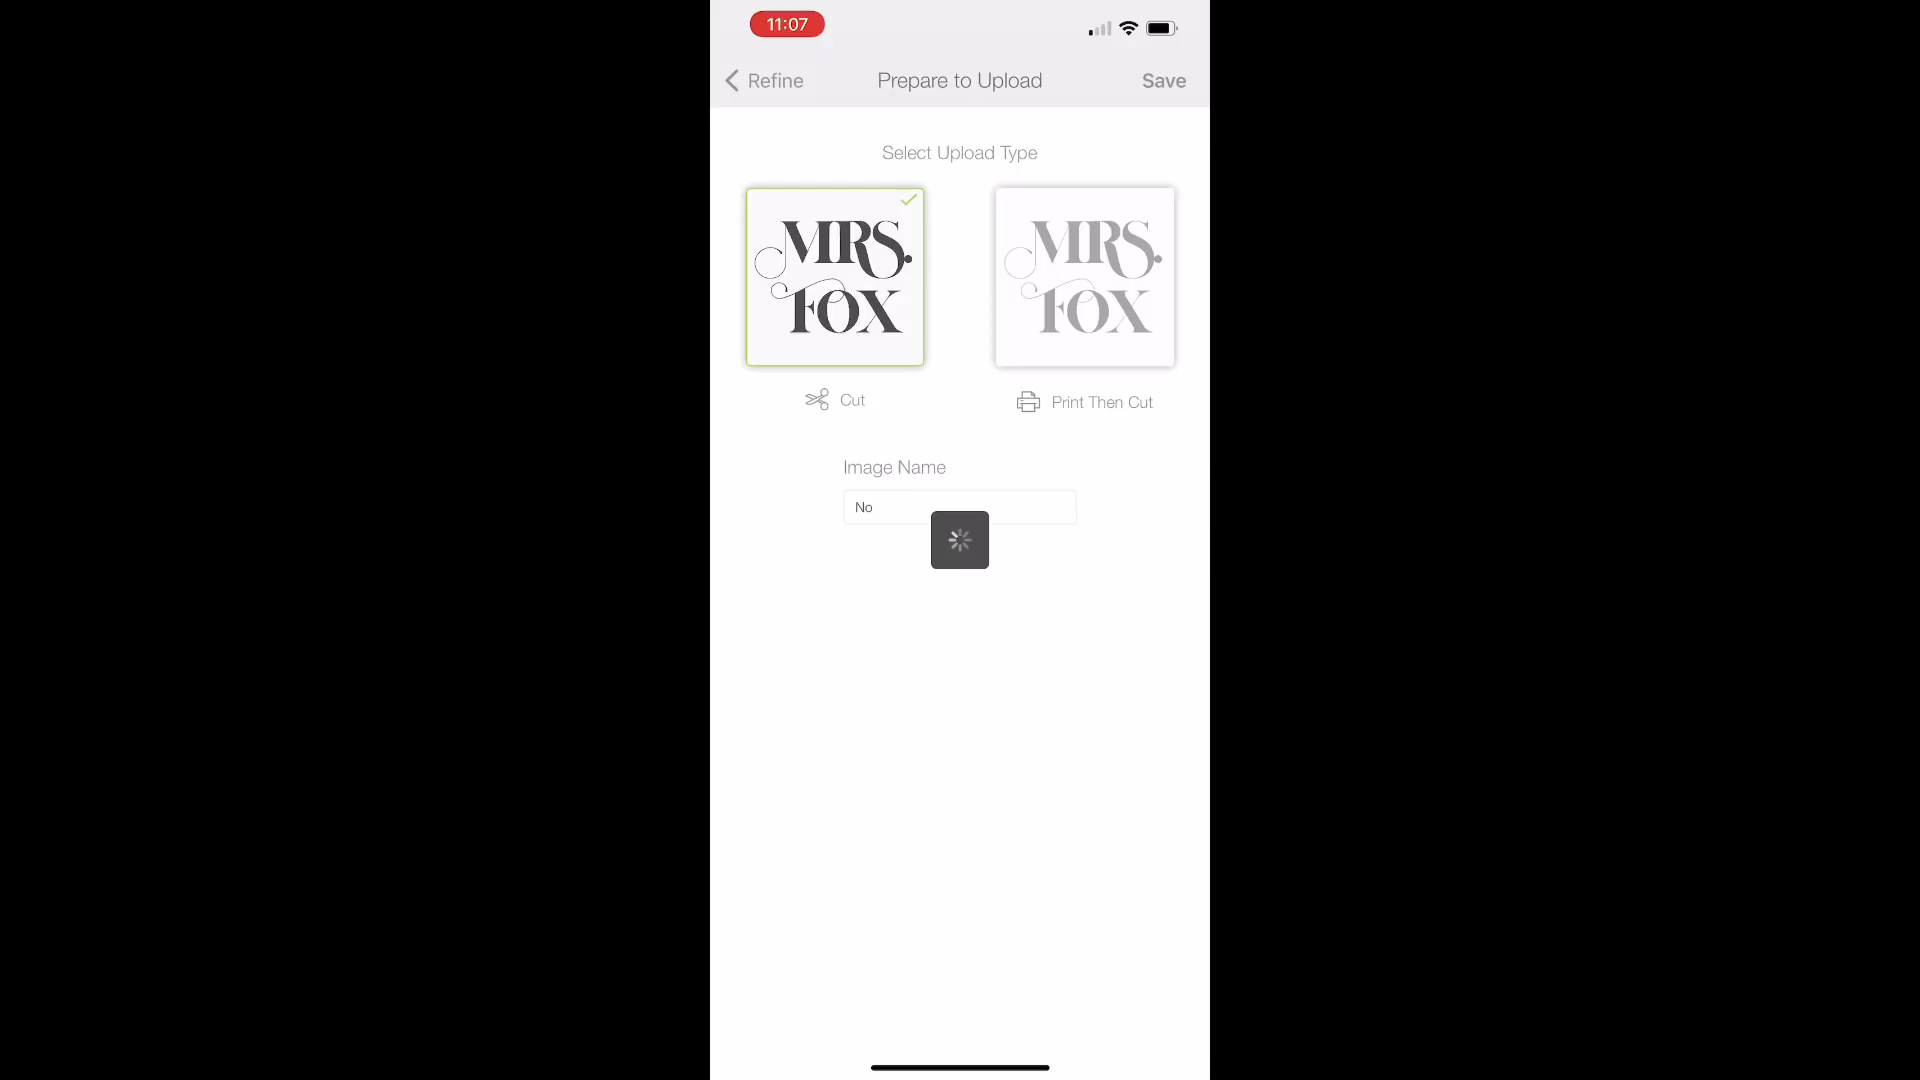 11:07
Refine
Prepare to Upload
Save
Select Upload Type
MRS.
FOX
MRS.
FOX
Cut
Print Then Cut
Image Name
No